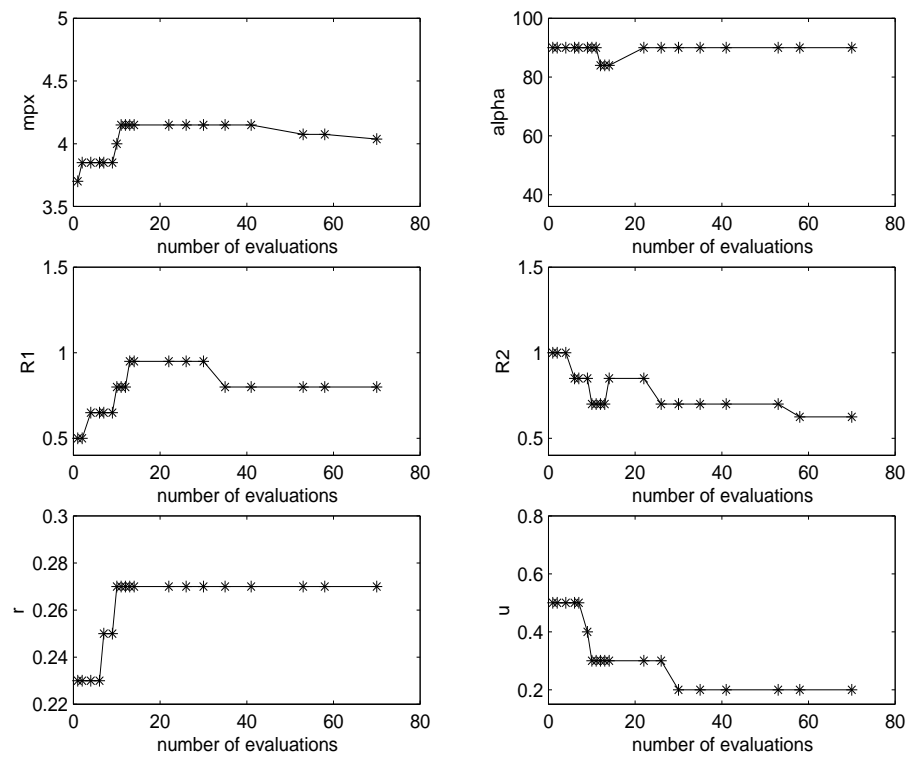 5
4.5
4
3.5
mpx
0 20 40 60 80
number of evaluations
100
80
60
40
alpha
0 20 40 60 80
number of evaluations
1.5
1
0.5
R1
0 20 40 60 80
number of evaluations
1.5
1
0.5
R2
0 20 40 60 80
number of evaluations
0.3
0.28
0.26
0.24
0.22
r
0 20 40 60 80
number of evaluations
0.8
0.6
0.4
0.2
u
0 20 40 60 80
number of evaluations